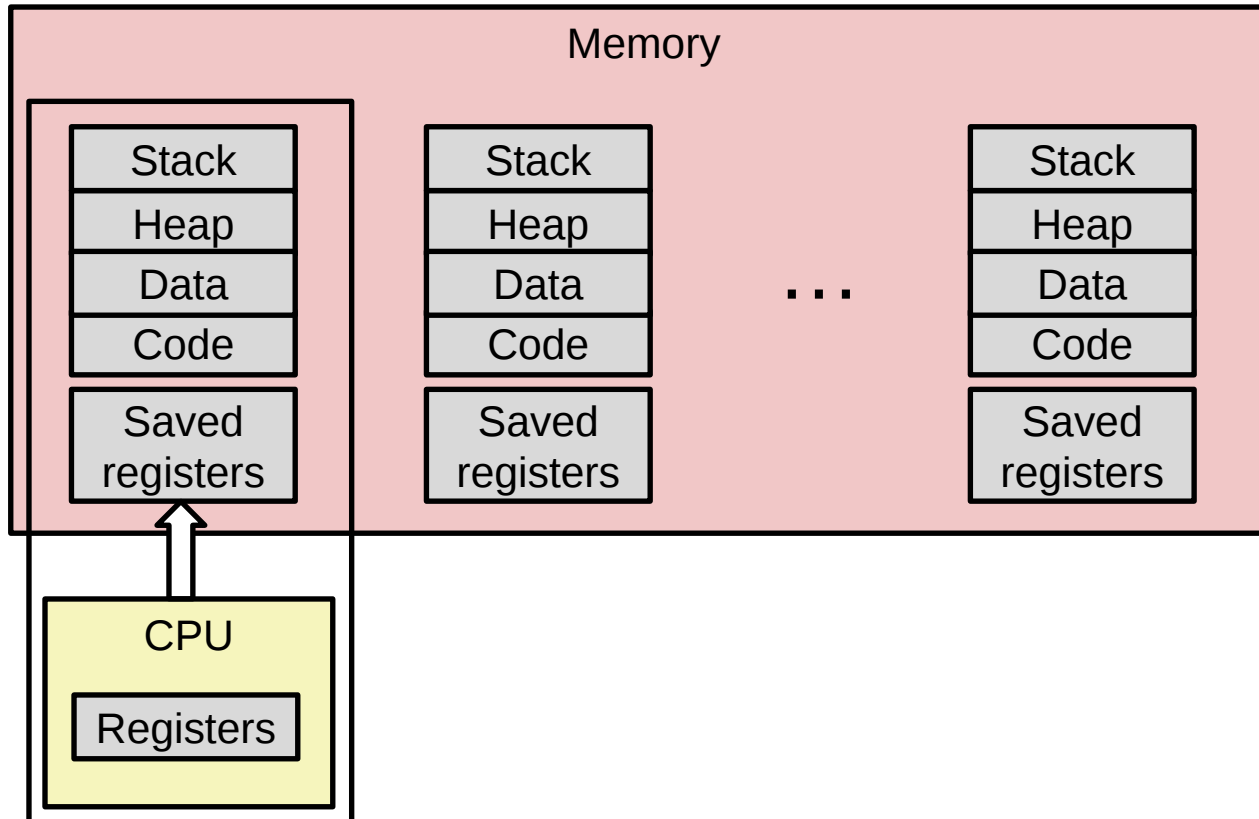 Memory
Stack
Heap
Data
Code
Saved
registers
Stack
Heap
Data
Code
Saved
registers
...
Stack
Heap
Data
Code
Saved
registers
CPU
Registers